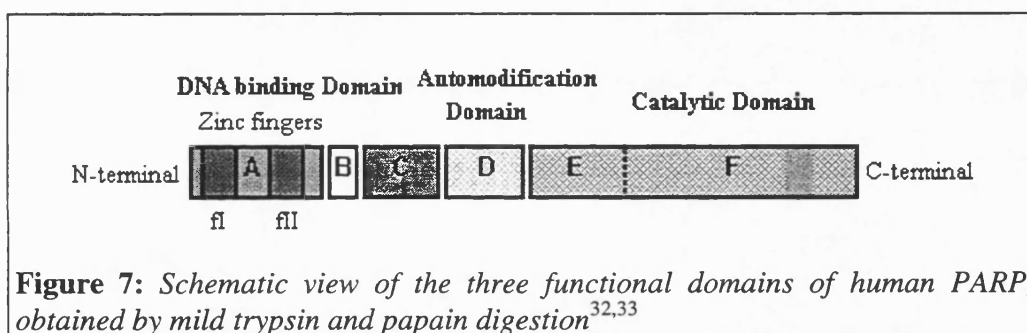 DNA binding Domain
Automodification
Domain
Catalytic Domain
Zinc fingers
N-terminal
A
B
C
D
E
F
C-terminal
fI
fII
Figure 7: Schematic view of the three functional domains of human PARP
obtained by mild trypsin and papain digestion32,33